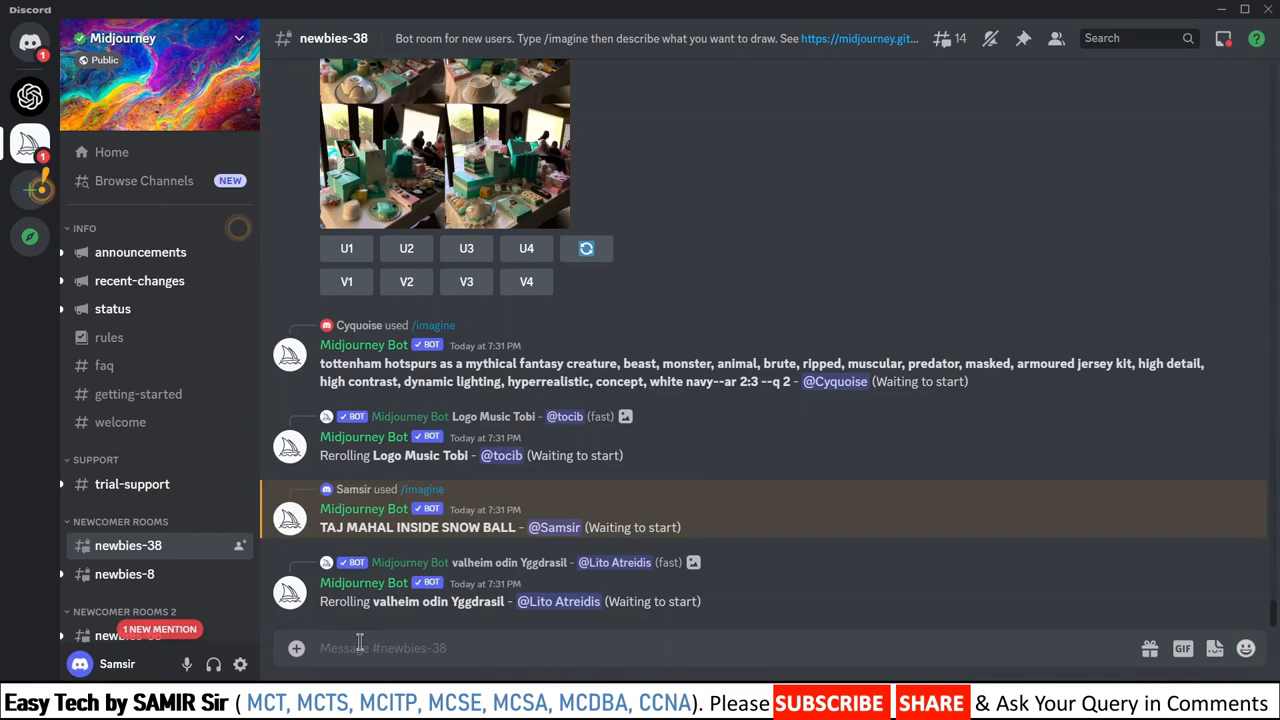 Discord
1
1
Midjourney
Public
Home
Browse Channels
NEW
INFO
announcements
recent-changes
status
rules
faq
getting-started
welcome
SUPPORT
trial-support
NEWCOMER ROOMS
newbies-38
newbies-8
NEWCOMER ROOMS 2
1 NEW MENTION
Samsir
newbies-38
Bot room for new users. Type /imagine then describe what you want to draw. See https://midjourney.git...
14
Search
U1 U2 U3 U4
V1 V2 V3 V4
Cyquoise used /imagine
Midjourney Bot ✓ BOT Today at 7:31 PM
tottenham hotspurs as a mythical fantasy creature, beast, monster, animal, brute, ripped, muscular, predator, masked, armoured jersey kit, high detail,
high contrast, dynamic lighting, hyperrealistic, concept, white navy--ar 2:3 --q 2 - @Cyquoise (Waiting to start)
✓ BOT Midjourney Bot Logo Music Tobi - @tocib (fast)
Midjourney Bot ✓ BOT Today at 7:31 PM
Rerolling Logo Music Tobi - @tocib (Waiting to start)
Samsir used /imagine
Midjourney Bot ✓ BOT Today at 7:31 PM
TAJ MAHAL INSIDE SNOW BALL - @Samsir (Waiting to start)
✓ BOT Midjourney Bot valheim odin Yggdrasil - @Lito Atreidis (fast)
Midjourney Bot ✓ BOT Today at 7:31 PM
Rerolling valheim odin Yggdrasil - @Lito Atreidis (Waiting to start)
Message #newbies-38
GIF
Easy Tech by SAMIR Sir ( MCT, MCTS, MCITP, MCSE, MCSA, MCDBA, CCNA). Please SUBSCRIBE SHARE & Ask Your Query in Comments